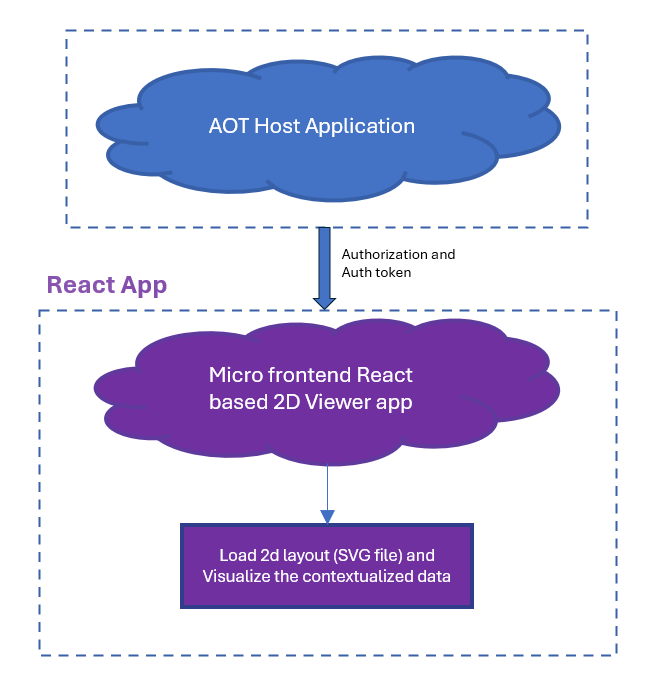 AOT Host Application
Authorization and
Auth token
React App
Micro frontend React
based 2D Viewer app
Load 2d layout (SVG file) and
Visualize the contextualized data